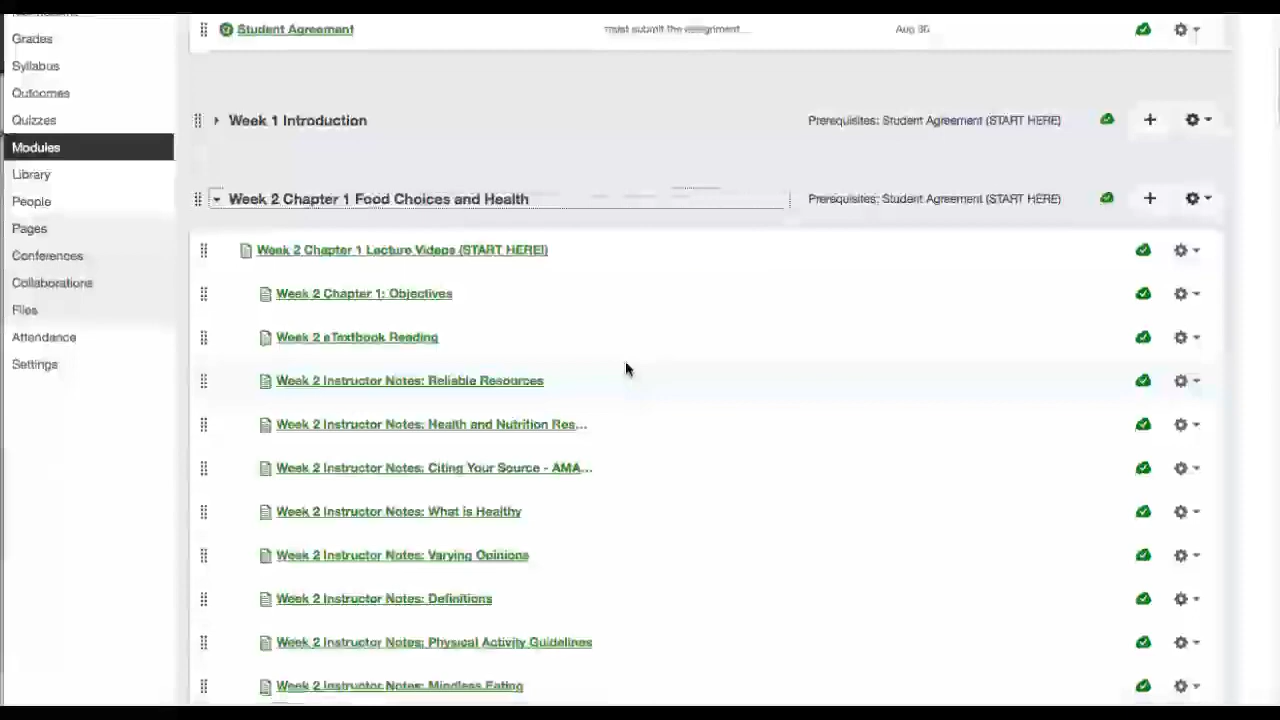 Grades
Syllabus
Outcomes
Quizzes
Modules
Library
People
Pages
Conferences
Collaborations
Files
Attendance
Settings
Student Agreement must submit the assignment Aug
Week 1 Introduction Prerequisites: Student Agreement (START HERE)
Week 2 Chapter 1 Food Choices and Health Prerequisites: Student Agreement (START HERE)
Week 2 Chapter 1 Lecture Videos (START HERE!)
Week 2 Chapter 1: Objectives
Week 2 eTextbook Reading
Week 2 Instructor Notes: Reliable Resources
Week 2 Instructor Notes: Health and Nutrition Res...
Week 2 Instructor Notes: Citing Your Source - AMA...
Week 2 Instructor Notes: What is Healthy
Week 2 Instructor Notes: Varying Opinions
Week 2 Instructor Notes: Definitions
Week 2 Instructor Notes: Physical Activity Guidelines
Week 2 Instructor Notes: Mindless Eating